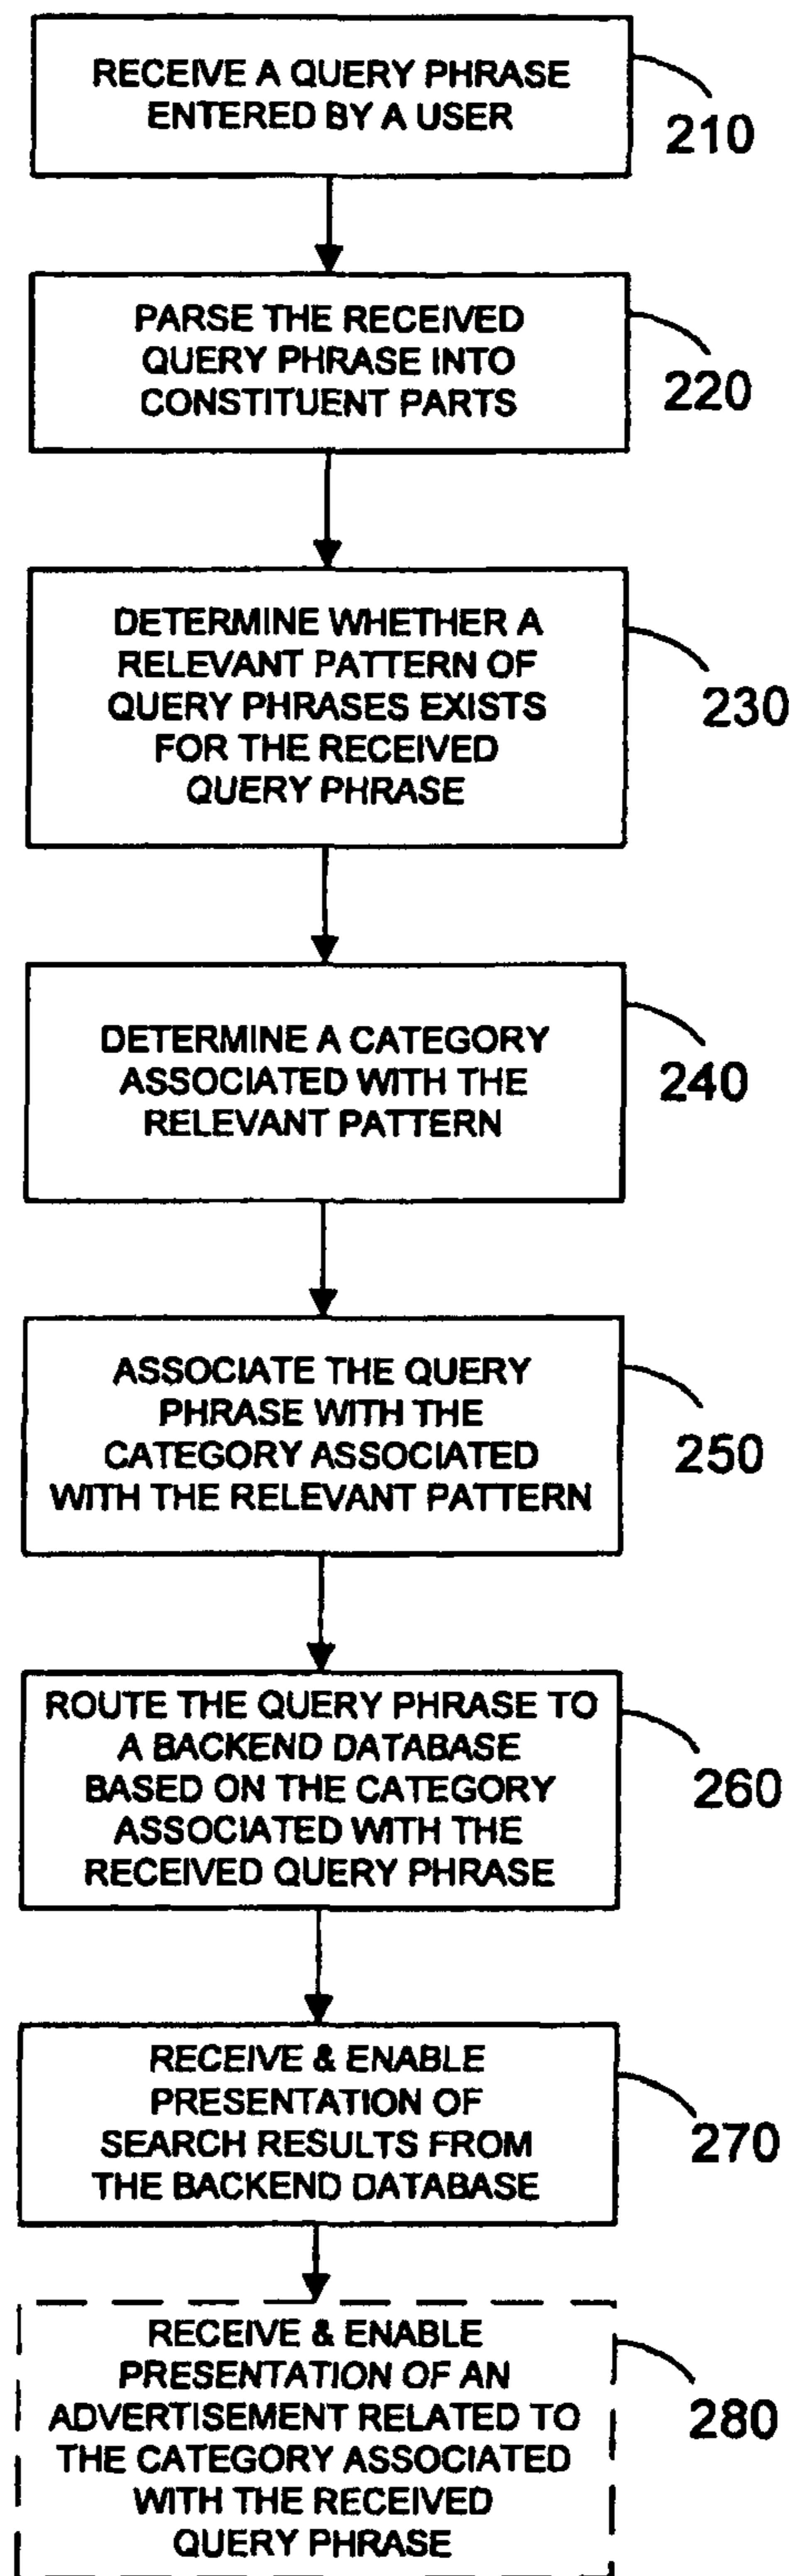 RECEIVE A QUERY PHRASE
ENTERED BY A USER
210
PARSE THE RECEIVED
QUERY PHRASE INTO
CONSTITUENT PARTS
220
DETERMINE WHETHER A
RELEVANT PATTERN OF
QUERY PHRASES EXISTS
FOR THE RECEIVED
QUERY PHRASE
230
DETERMINE A CATEGORY
ASSOCIATED WITH THE
RELEVANT PATTERN
240
ASSOCIATE THE QUERY
PHRASE WITH THE
CATEGORY ASSOCIATED
WITH THE RELEVANT PATTERN
250
ROUTE THE QUERY PHRASE TO
A BACKEND DATABASE
BASED ON THE CATEGORY
ASSOCIATED WITH THE
RECEIVED QUERY PHRASE
260
RECEIVE & ENABLE
PRESENTATION OF
SEARCH RESULTS FROM
THE BACKEND DATABASE
270
RECEIVE & ENABLE
PRESENTATION OF AN
ADVERTISEMENT RELATED TO
THE CATEGORY ASSOCIATED
WITH THE RECEIVED
QUERY PHRASE
280